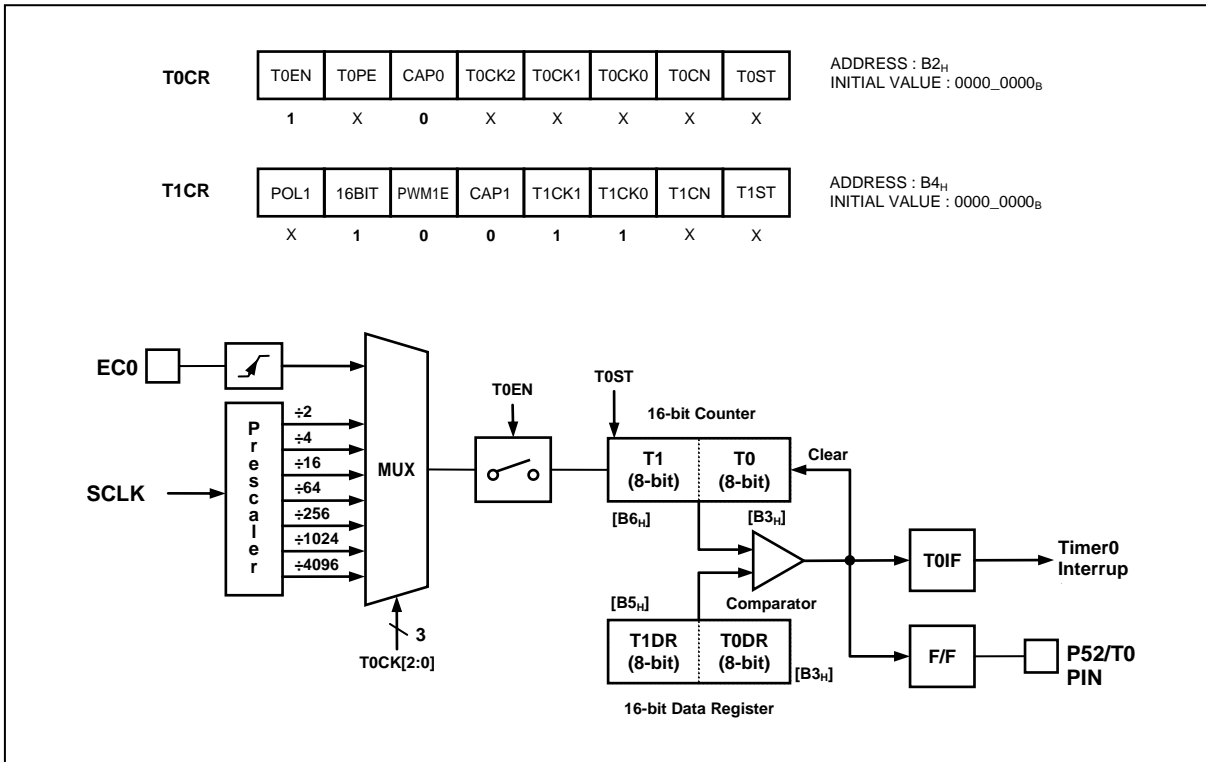 T0CR T0EN T0PE CAP0 T0CK2 T0CK1 T0CK0 T0CN T0ST
ADDRESS : B2H
INITIAL VALUE : 0000_0000B
1 X 0 X X X X X
T1CR POL1 16BIT PWM1E CAP1 T1CK1 T1CK0 T1CN T1ST
ADDRESS : B4H
INITIAL VALUE : 0000_0000B
X 1 0 0 1 1 X X
EC0
SCLK
Prescaler
÷2
÷4
÷16
÷64
÷256
÷1024
÷4096
MUX
3
T0CK[2:0]
T0EN
T0ST
16-bit Counter
T1
(8-bit)
T0
(8-bit)
Clear
[B6H]
[B3H]
Comparator
[B5H]
T1DR
(8-bit)
T0DR
(8-bit)
[B3H]
16-bit Data Register
T0IF
Timer0
Interrup
F/F
P52/T0
PIN